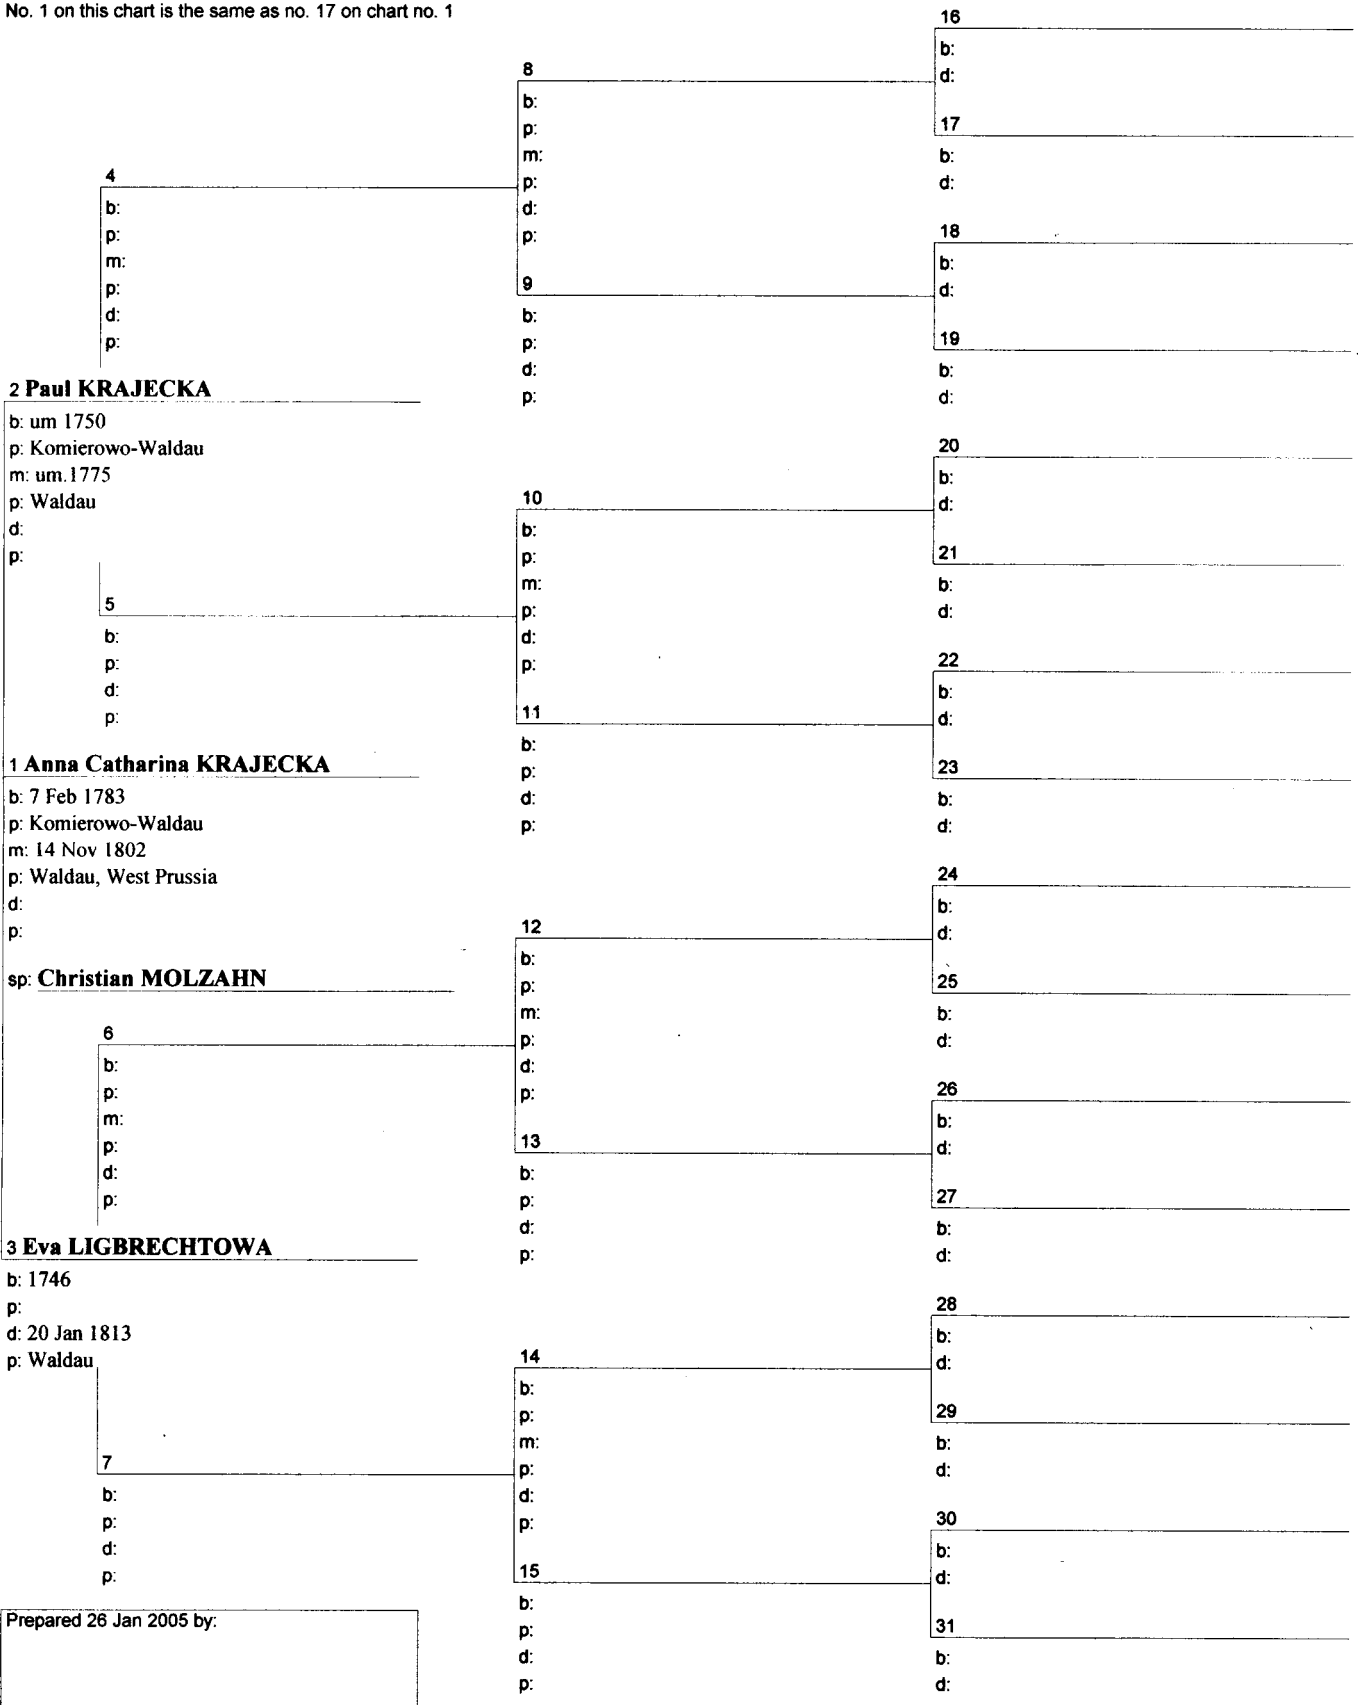 No. 1 on this chart is the same as no. 17 on chart no. 1
4
b:
p:
m:
p:
d:
p:
2 Paul KRAJECKA
b: um 1750
p: Komierowo-Waldau
m: um.1775
p: Waldau
d:
p:
5
b:
p:
d:
p:
1 Anna Catharina KRAJECKA
b: 7 Feb 1783
p: Komierowo-Waldau
m: 14 Nov 1802
p: Waldau, West Prussia
d:
p:
sp: Christian MOLZAHN
6
b:
p:
m:
p:
d:
p:
3 Eva LIGBRECHTOWA
b: 1746
p:
d: 20 Jan 1813
p: Waldau
7
b:
p:
d:
p:
Prepared 26 Jan 2005 by:
8
b:
p:
m:
p:
d:
p:
9
b:
p:
d:
p:
10
b:
p:
m:
p:
d:
p:
11
b:
p:
d:
p:
12
b:
p:
m:
p:
d:
p:
13
b:
p:
d:
p:
14
b:
p:
m:
p:
d:
p:
15
b:
p:
d:
p:
16
b:
d:
17
b:
d:
18
b:
d:
19
b:
d:
20
b:
d:
21
b:
d:
22
b:
d:
23
b:
d:
24
b:
d:
25
b:
d:
26
b:
d:
27
b:
d:
28
b:
d:
29
b:
d:
30
b:
d:
31
b:
d: